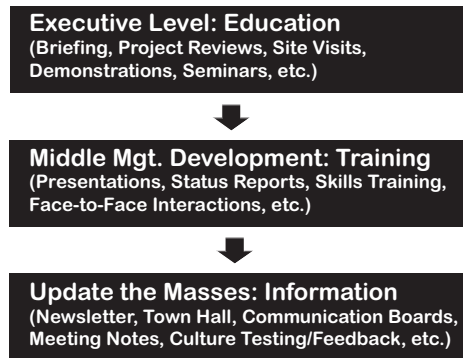 Executive Level: Education
(Briefing, Project Reviews, Site Visits,
Demonstrations, Seminars, etc.)
Middle Mgt. Development: Training
(Presentations, Status Reports, Skills Training,
Face-to-Face Interactions, etc.)
Update the Masses: Information
(Newsletter, Town Hall, Communication Boards,
Meeting Notes, Culture Testing/Feedback, etc.)